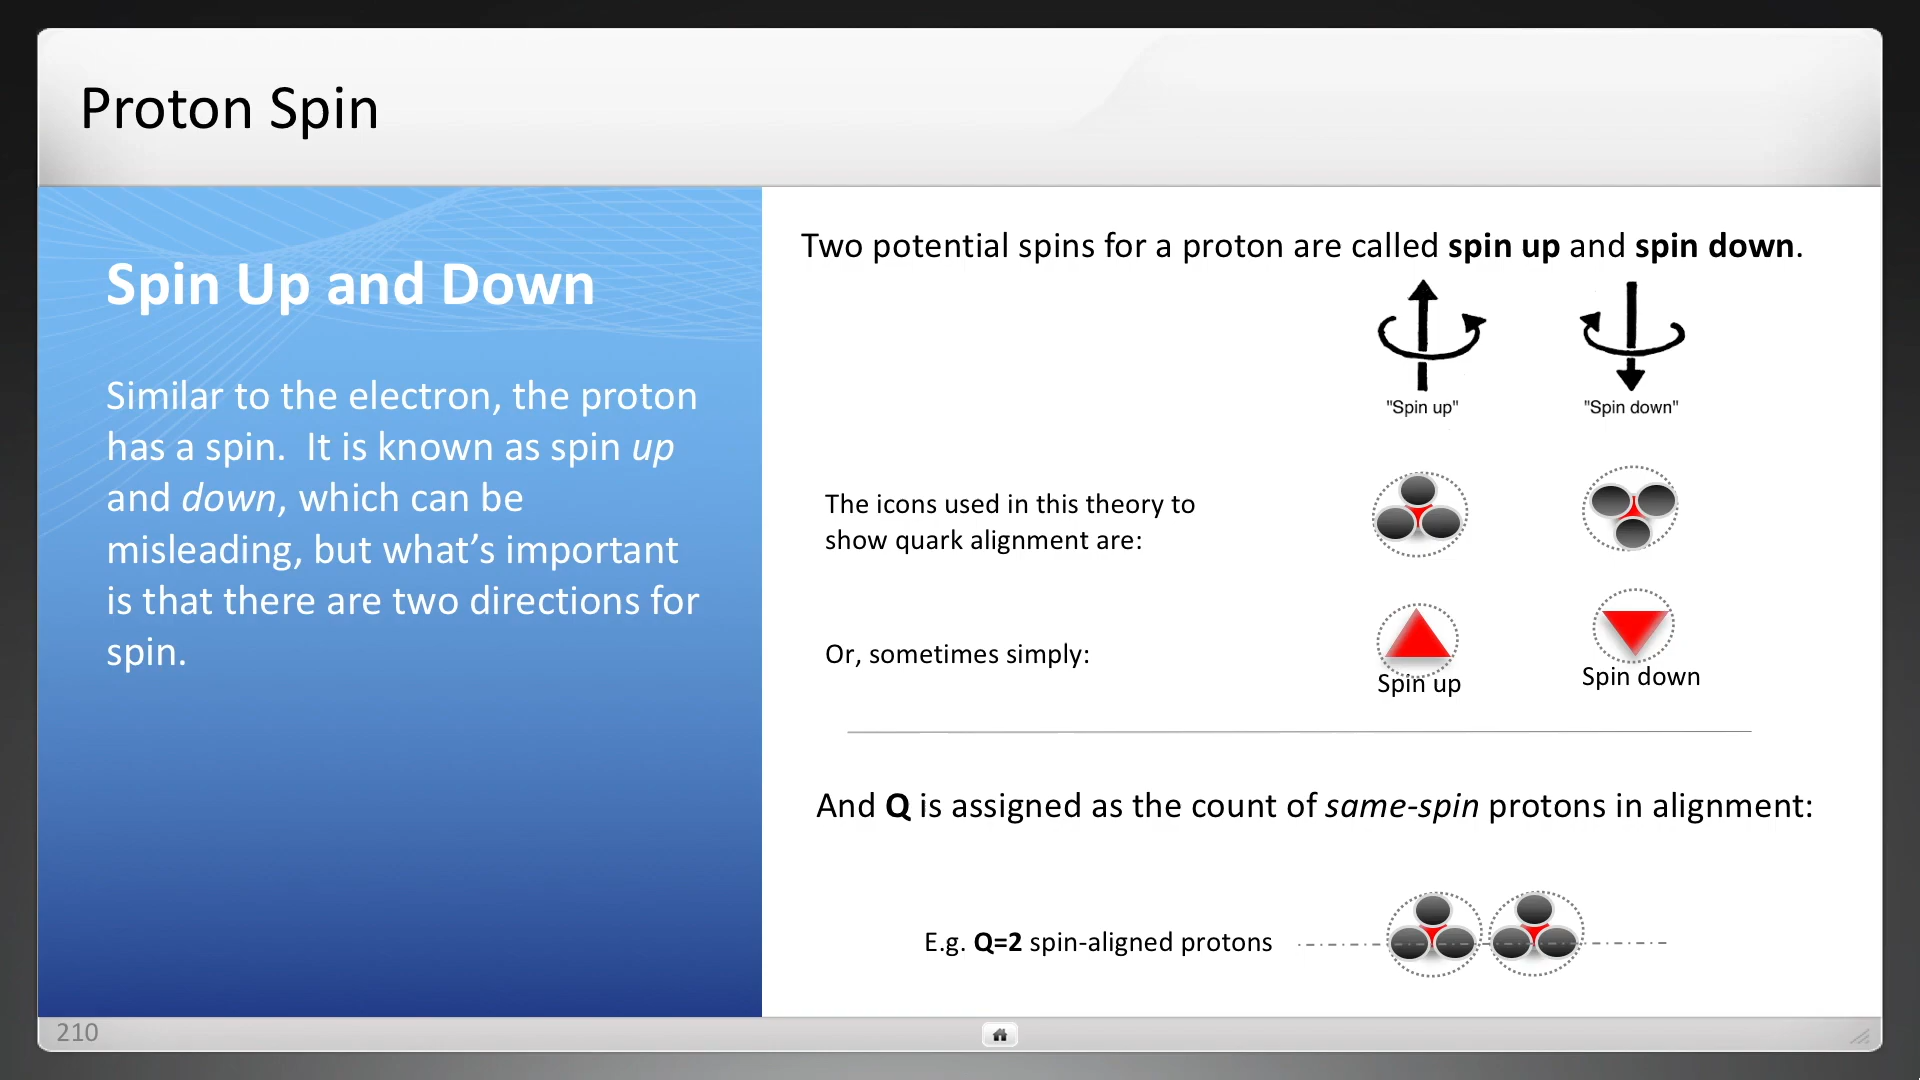 Proton Spin
Spin Up and Down
Similar to the electron, the proton
has a spin.  It is known as spin up
and down, which can be
misleading, but what’s important
is that there are two directions for
spin.
Two potential spins for a proton are called spin up and spin down.
"Spin up"
"Spin down"
The icons used in this theory to
show quark alignment are:
Or, sometimes simply:
Spin up
Spin down
And Q is assigned as the count of same-spin protons in alignment:
E.g. Q=2 spin-aligned protons
210